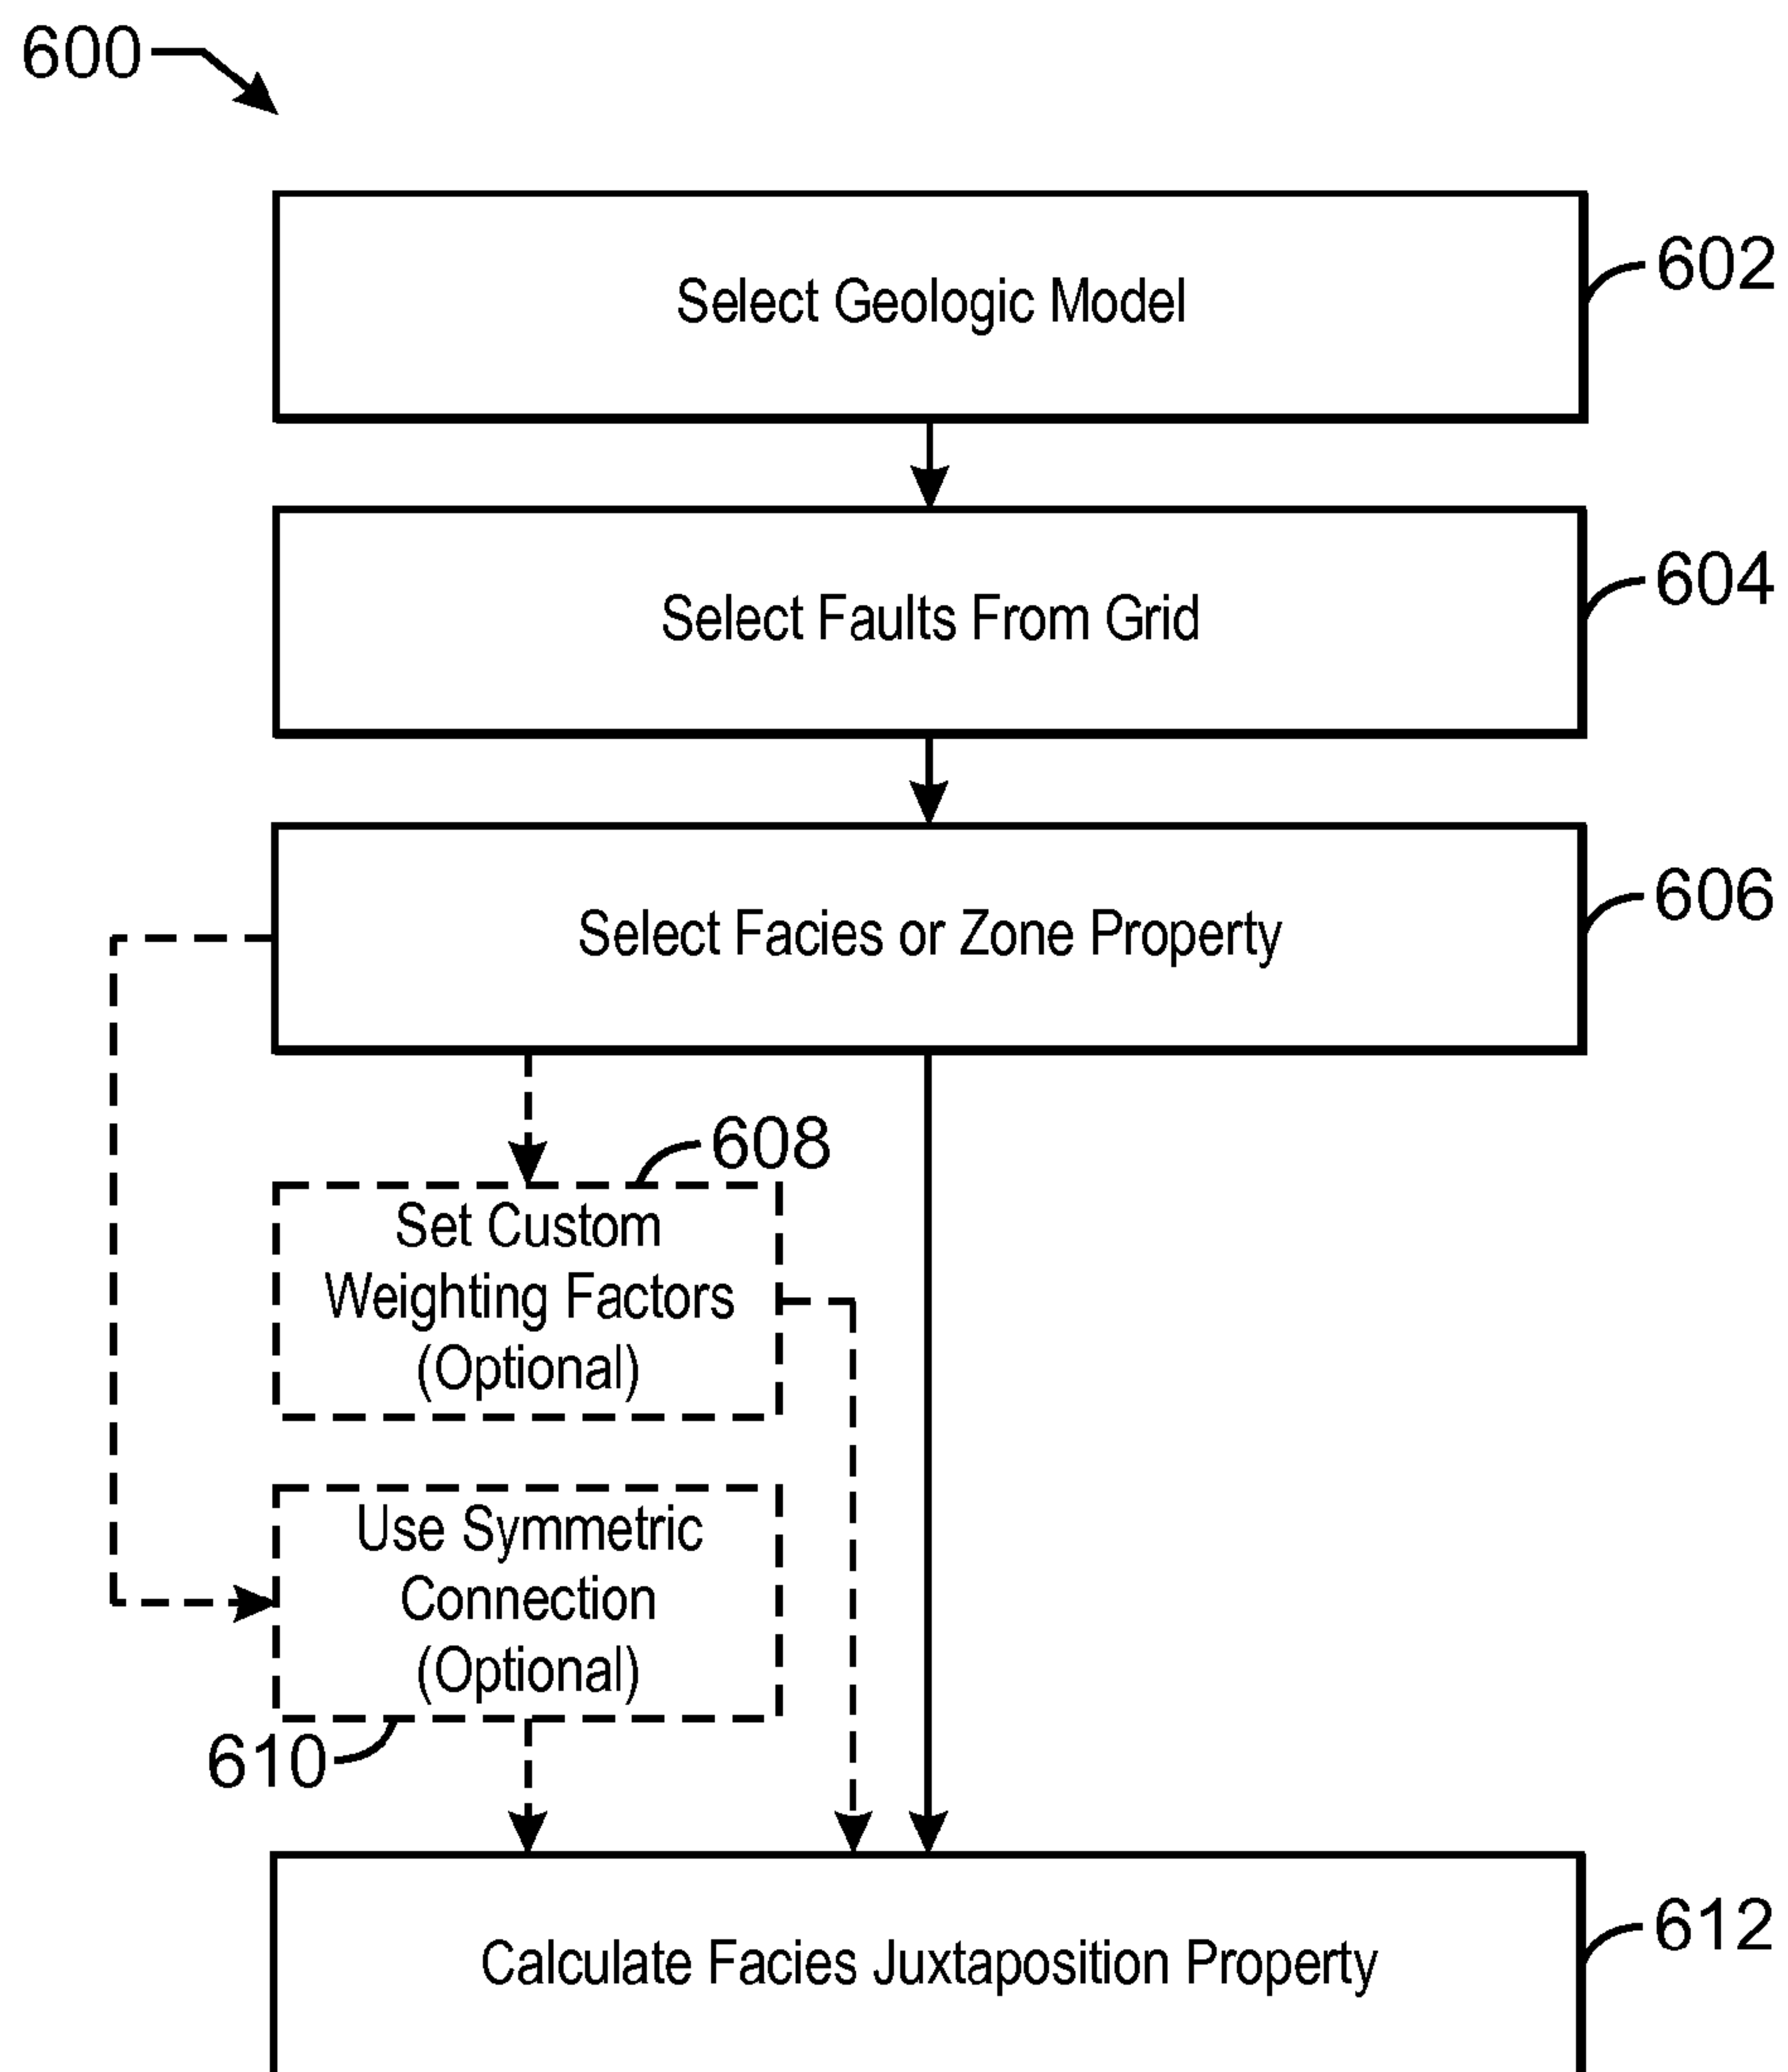 600
Select Geologic Model
602
Select Faults From Grid
604
Select Facies or Zone Property
606
608
Set Custom
Weighting Factors
(Optional)
Use Symmetric
Connection
(Optional)
610
Calculate Facies Juxtaposition Property
612